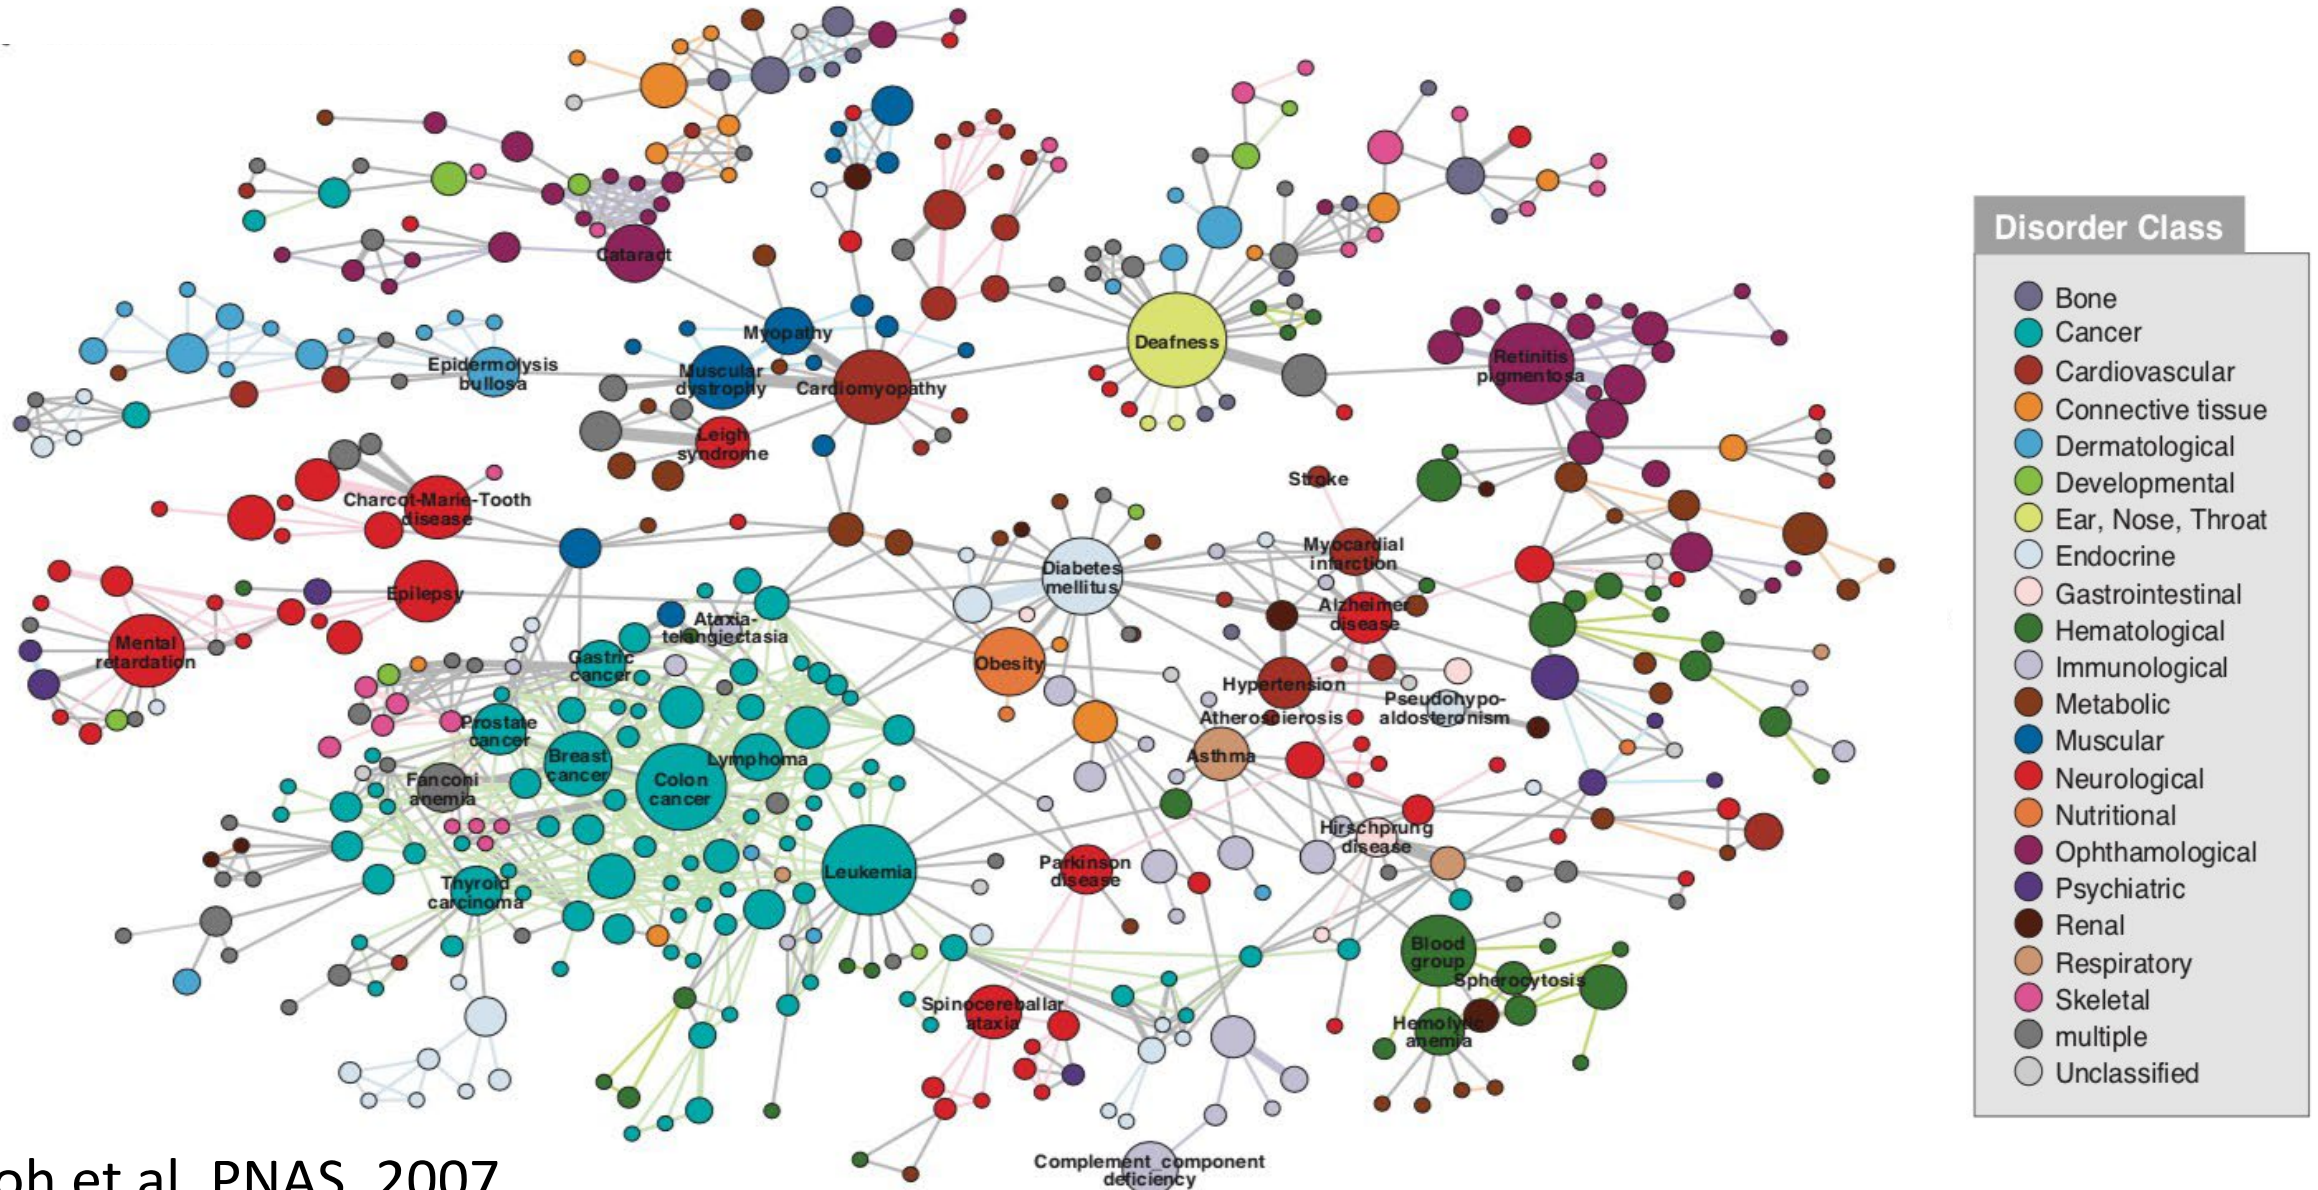 Cataract
Myopathy
Epidermolysis
bullosa
Muscular
dystrophy
Cardiomyopathy
Deafness
Retinitis
pigmentosa
Leigh
syndrome
Charcot-Marie-Tooth
disease
Stroke
Myocardial
infarction
Diabetes
mellitus
Epilepsy
Alzheimer
disease
Ataxia-
telangiectasia
Mental
retardation
Gastric
cancer
Obesity
Hypertension
Pseudohypo-
aldosteronism
Atherosclerosis
Prostate
cancer
Breast
cancer
Lymphoma
Asthma
Fanconi
anemia
Colon
cancer
Hirschprung
disease
Leukemia
Parkinson
disease
Thyroid
carcinoma
Blood
group
Spherocytosis
Spinocereballar
ataxia
Hemolytic
anemia
Complement_component
deficiency
Disorder Class
Bone
Cancer
Cardiovascular
Connective tissue
Dermatological
Developmental
Ear, Nose, Throat
Endocrine
Gastrointestinal
Hematological
Immunological
Metabolic
Muscular
Neurological
Nutritional
Ophthamological
Psychiatric
Renal
Respiratory
Skeletal
multiple
Unclassified
oh et al. PNAS, 2007